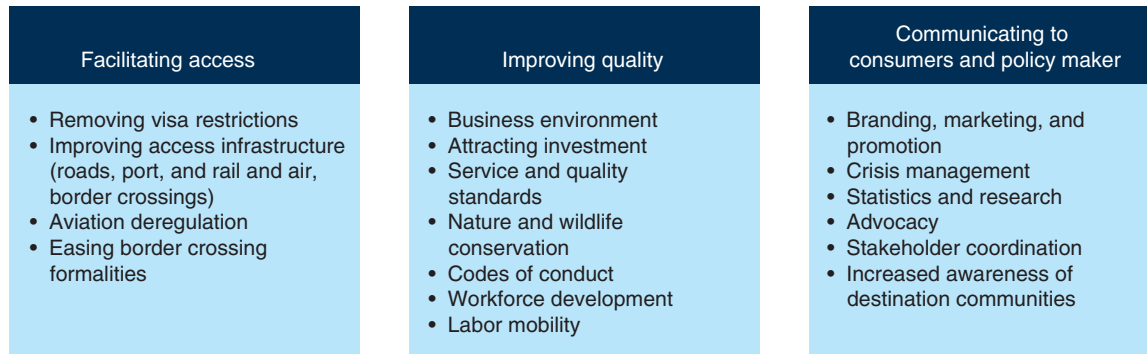 Facilitating access
• Removing visa restrictions
• Improving access infrastructure
(roads, port, and rail and air,
border crossings)
• Aviation deregulation
• Easing border crossing
formalities
Improving quality
• Business environment
• Attracting investment
• Service and quality
standards
• Nature and wildlife
conservation
• Codes of conduct
• Workforce development
• Labor mobility
Communicating to
consumers and policy maker
• Branding, marketing, and
promotion
• Crisis management
• Statistics and research
• Advocacy
• Stakeholder coordination
• Increased awareness of
destination communities